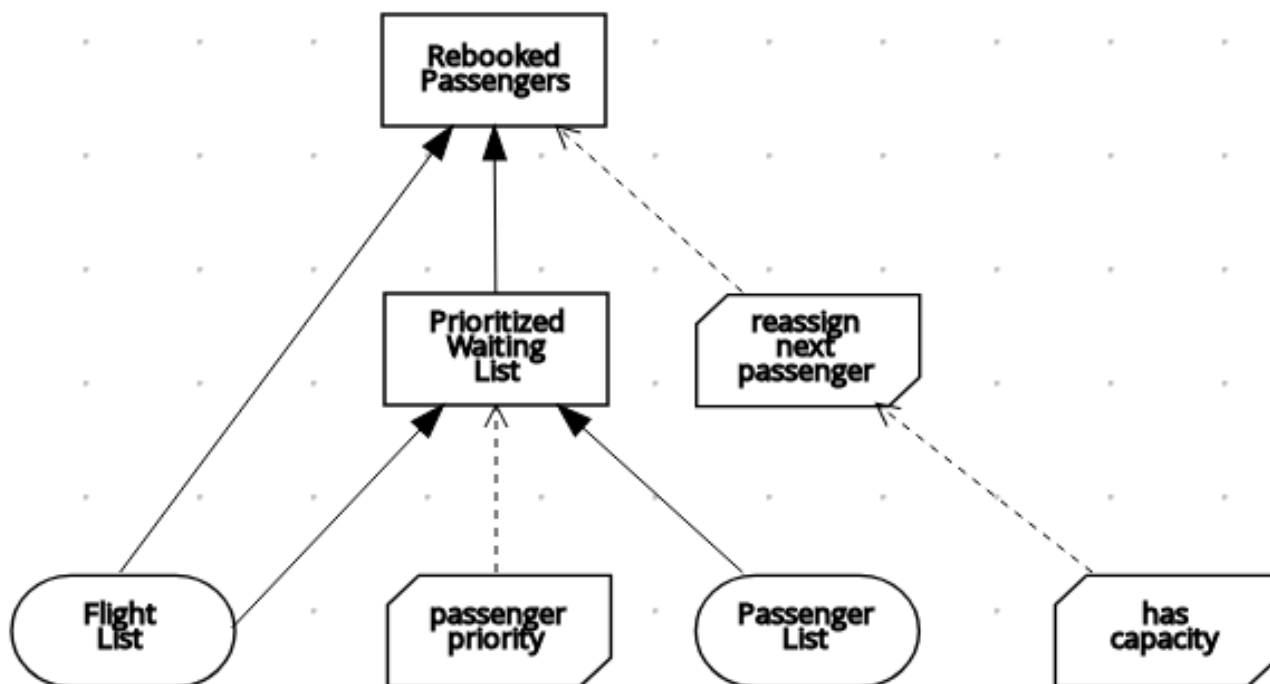 Rebooked
Passengers
Prioritized
Waiting
List
reassign
next
passenger
Flight
List
passenger
priority
Passenger
List
has
capacity